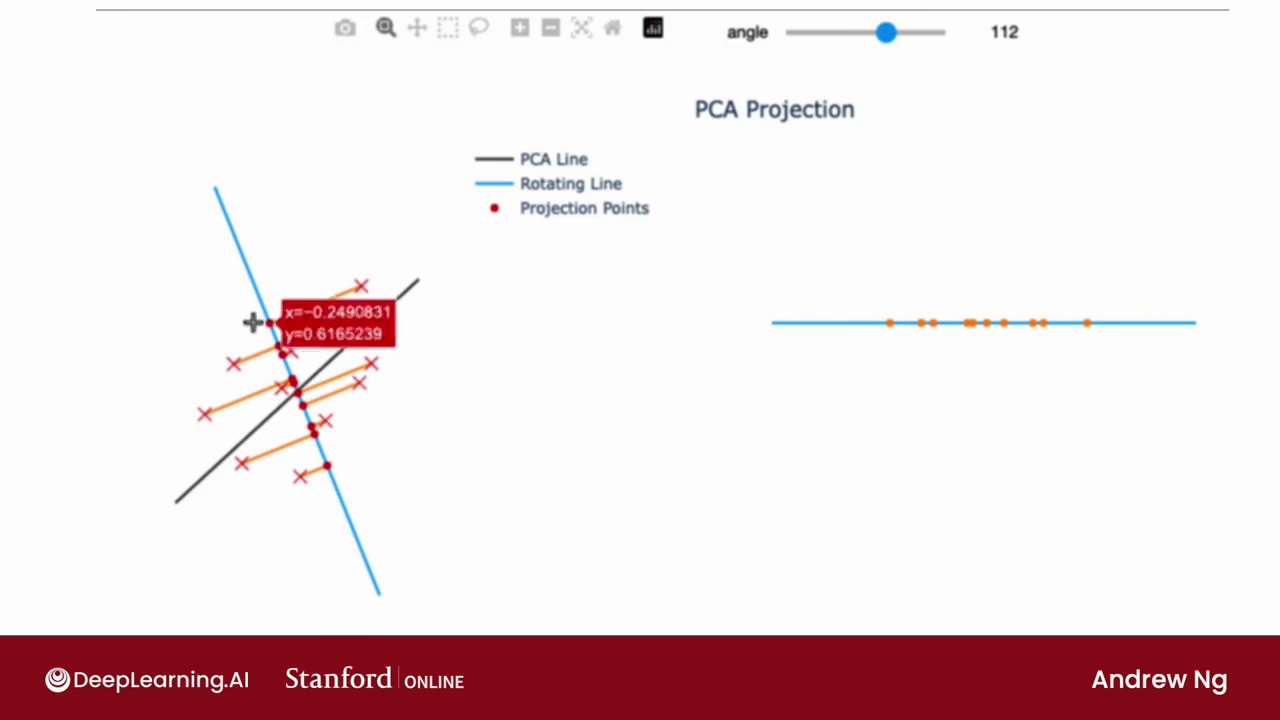 angle 112
PCA Projection
PCA Line
Rotating Line
Projection Points
x=−0.2490831
y=0.6165239
DeepLearning.AI Stanford ONLINE Andrew Ng